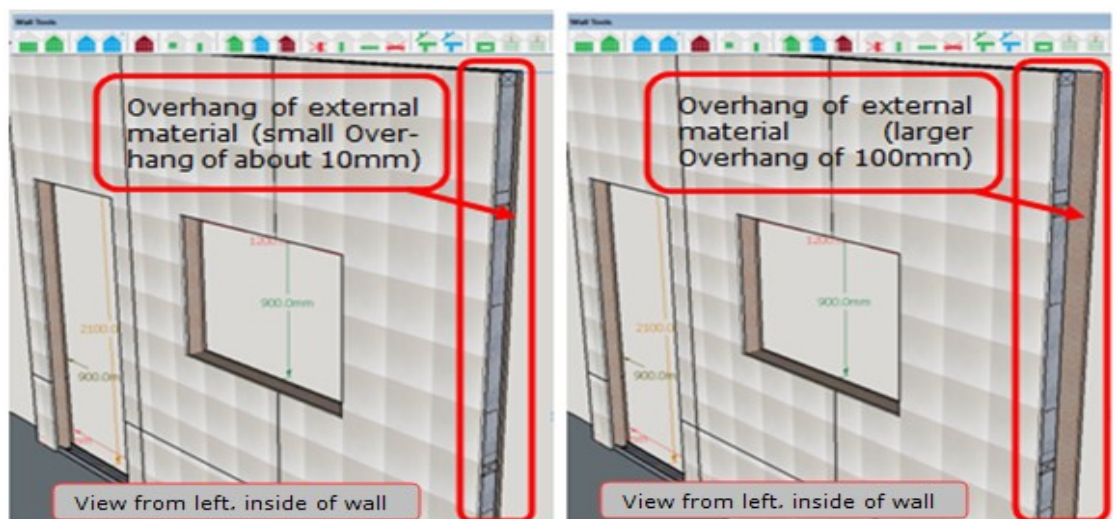 Wall Tools
Overhang of external
material (small Over-
hang of about 10mm)
1200.
900.0mm
2100.0
900.0m
View from left. inside of wall
Wall Tools
Overhang of external
material (larger
Overhang of 100mm)
1200.
900.0mm
2100.0
900.0m
View from left. inside of wall